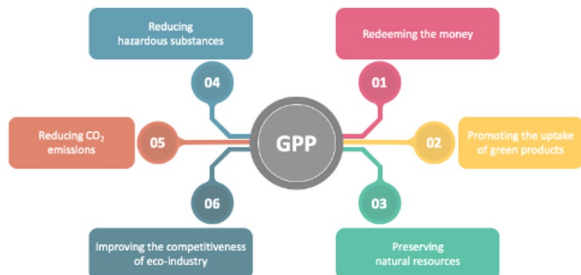 Reducing
hazardous substances
04
Redeeming the money
01
Reducing CO₂
emissions
05
GPP
02
Promoting the uptake
of green products
06
Improving the competitiveness
of eco-industry
03
Preserving
natural resources